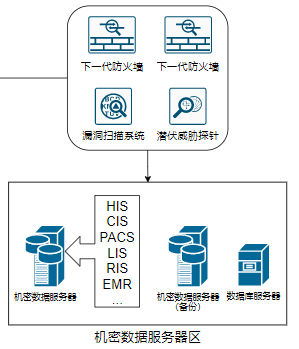 下一代防火墙 下一代防火墙
漏洞扫描系统 潜伏威胁探针
HIS
CIS
PACS
LIS
RIS
EMR
...
机密数据服务器 机密数据服务器 数据库服务器
(备份)
机密数据服务器区